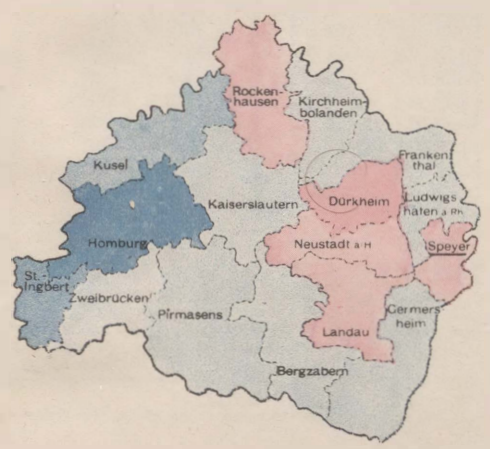 Rocken-
hausen
Kirchheim-
bolanden
Kusel
Franken
thal
Kaiserslautern
Dürkheim
Ludwigs
hafen a. Rh.
Homburg
Neustadt a. H.
Speyer
St.
Ingbert
Zweibrücken
Pirmasens
Landau
Germers
heim
Bergzabern